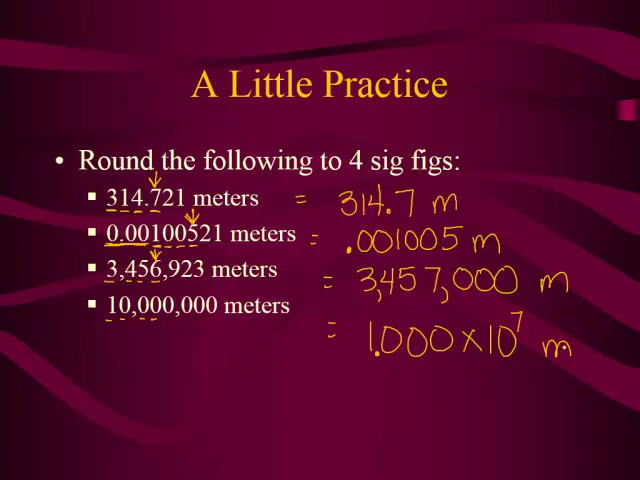 A Little Practice
• Round the following to 4 sig figs:
▪ 314.721 meters = 314.7 m
▪ 0.00100521 meters = .001005 m
▪ 3,456,923 meters = 3,457,000 m
▪ 10,000,000 meters = 1.000 x 10⁷ m